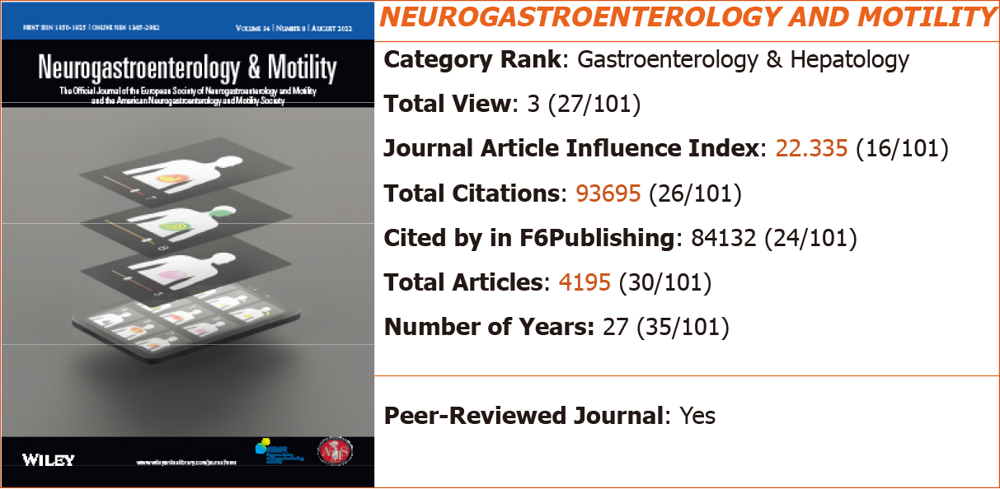 PRINT ISSN 1350-1925 | ONLINE ISSN 1365-2982
VOLUME 34 | NUMBER 8 | AUGUST 2022
Neurogastroenterology & Motility
The Official Journal of the European Society of Neurogastroenterology and Motility
and the American Neurogastroenterology and Motility Society
WILEY
www.wileyonlinelibrary.com/journal/nmo
NEUROGASTROENTEROLOGY AND MOTILITY
Category Rank: Gastroenterology & Hepatology
Total View: 3 (27/101)
Journal Article Influence Index: 22.335 (16/101)
Total Citations: 93695 (26/101)
Cited by in F6Publishing: 84132 (24/101)
Total Articles: 4195 (30/101)
Number of Years: 27 (35/101)
Peer-Reviewed Journal: Yes